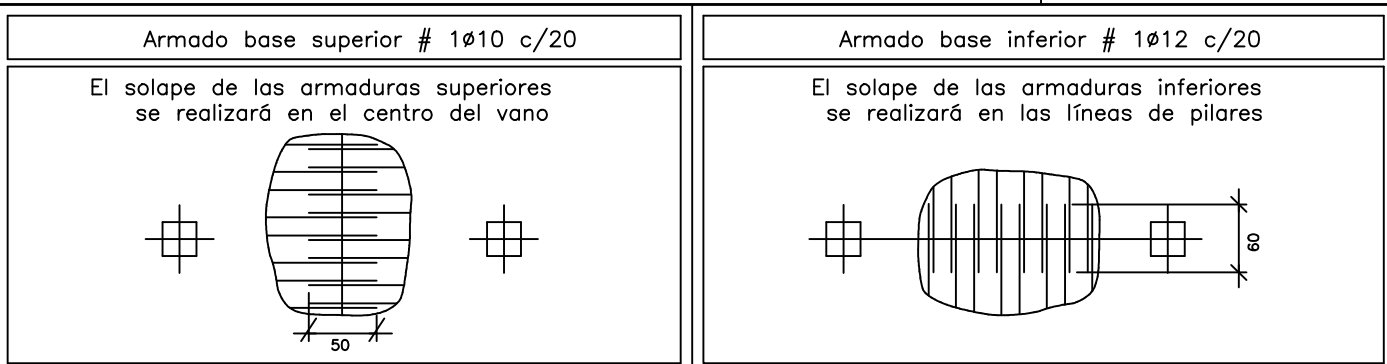 Armado base superior # 1ø10 c/20
El solape de las armaduras superiores
se realizará en el centro del vano
50
Armado base inferior # 1ø12 c/20
El solape de las armaduras inferiores
se realizará en las líneas de pilares
60